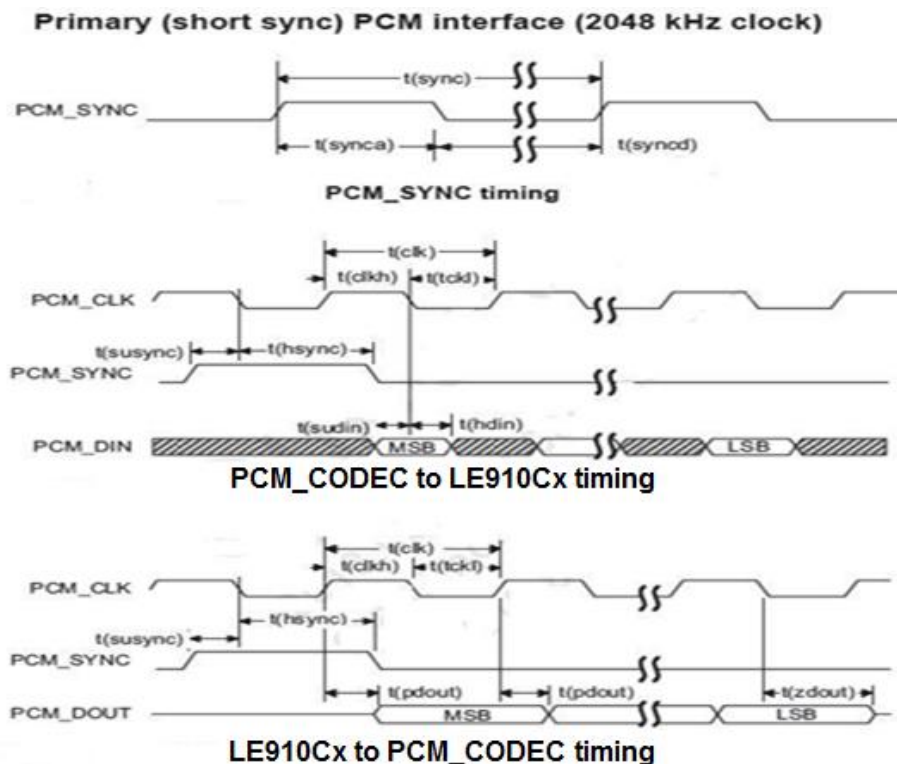 Primary (short sync) PCM interface (2048 kHz clock)
t(sync)
PCM_SYNC
t(synca)
t(syncd)
PCM_SYNC timing
t(clk)
t(clkh)
t(tckl)
PCM_CLK
t(susync)
t(hsync)
PCM_SYNC
t(sudin)
t(hdin)
PCM_DIN
MSB
LSB
PCM_CODEC to LE910Cx timing
t(clk)
t(clkh)
t(tckl)
PCM_CLK
t(hsync)
t(susync)
PCM_SYNC
t(pdout)
t(pdout)
t(zdout)
PCM_DOUT
MSB
LSB
LE910Cx to PCM_CODEC timing